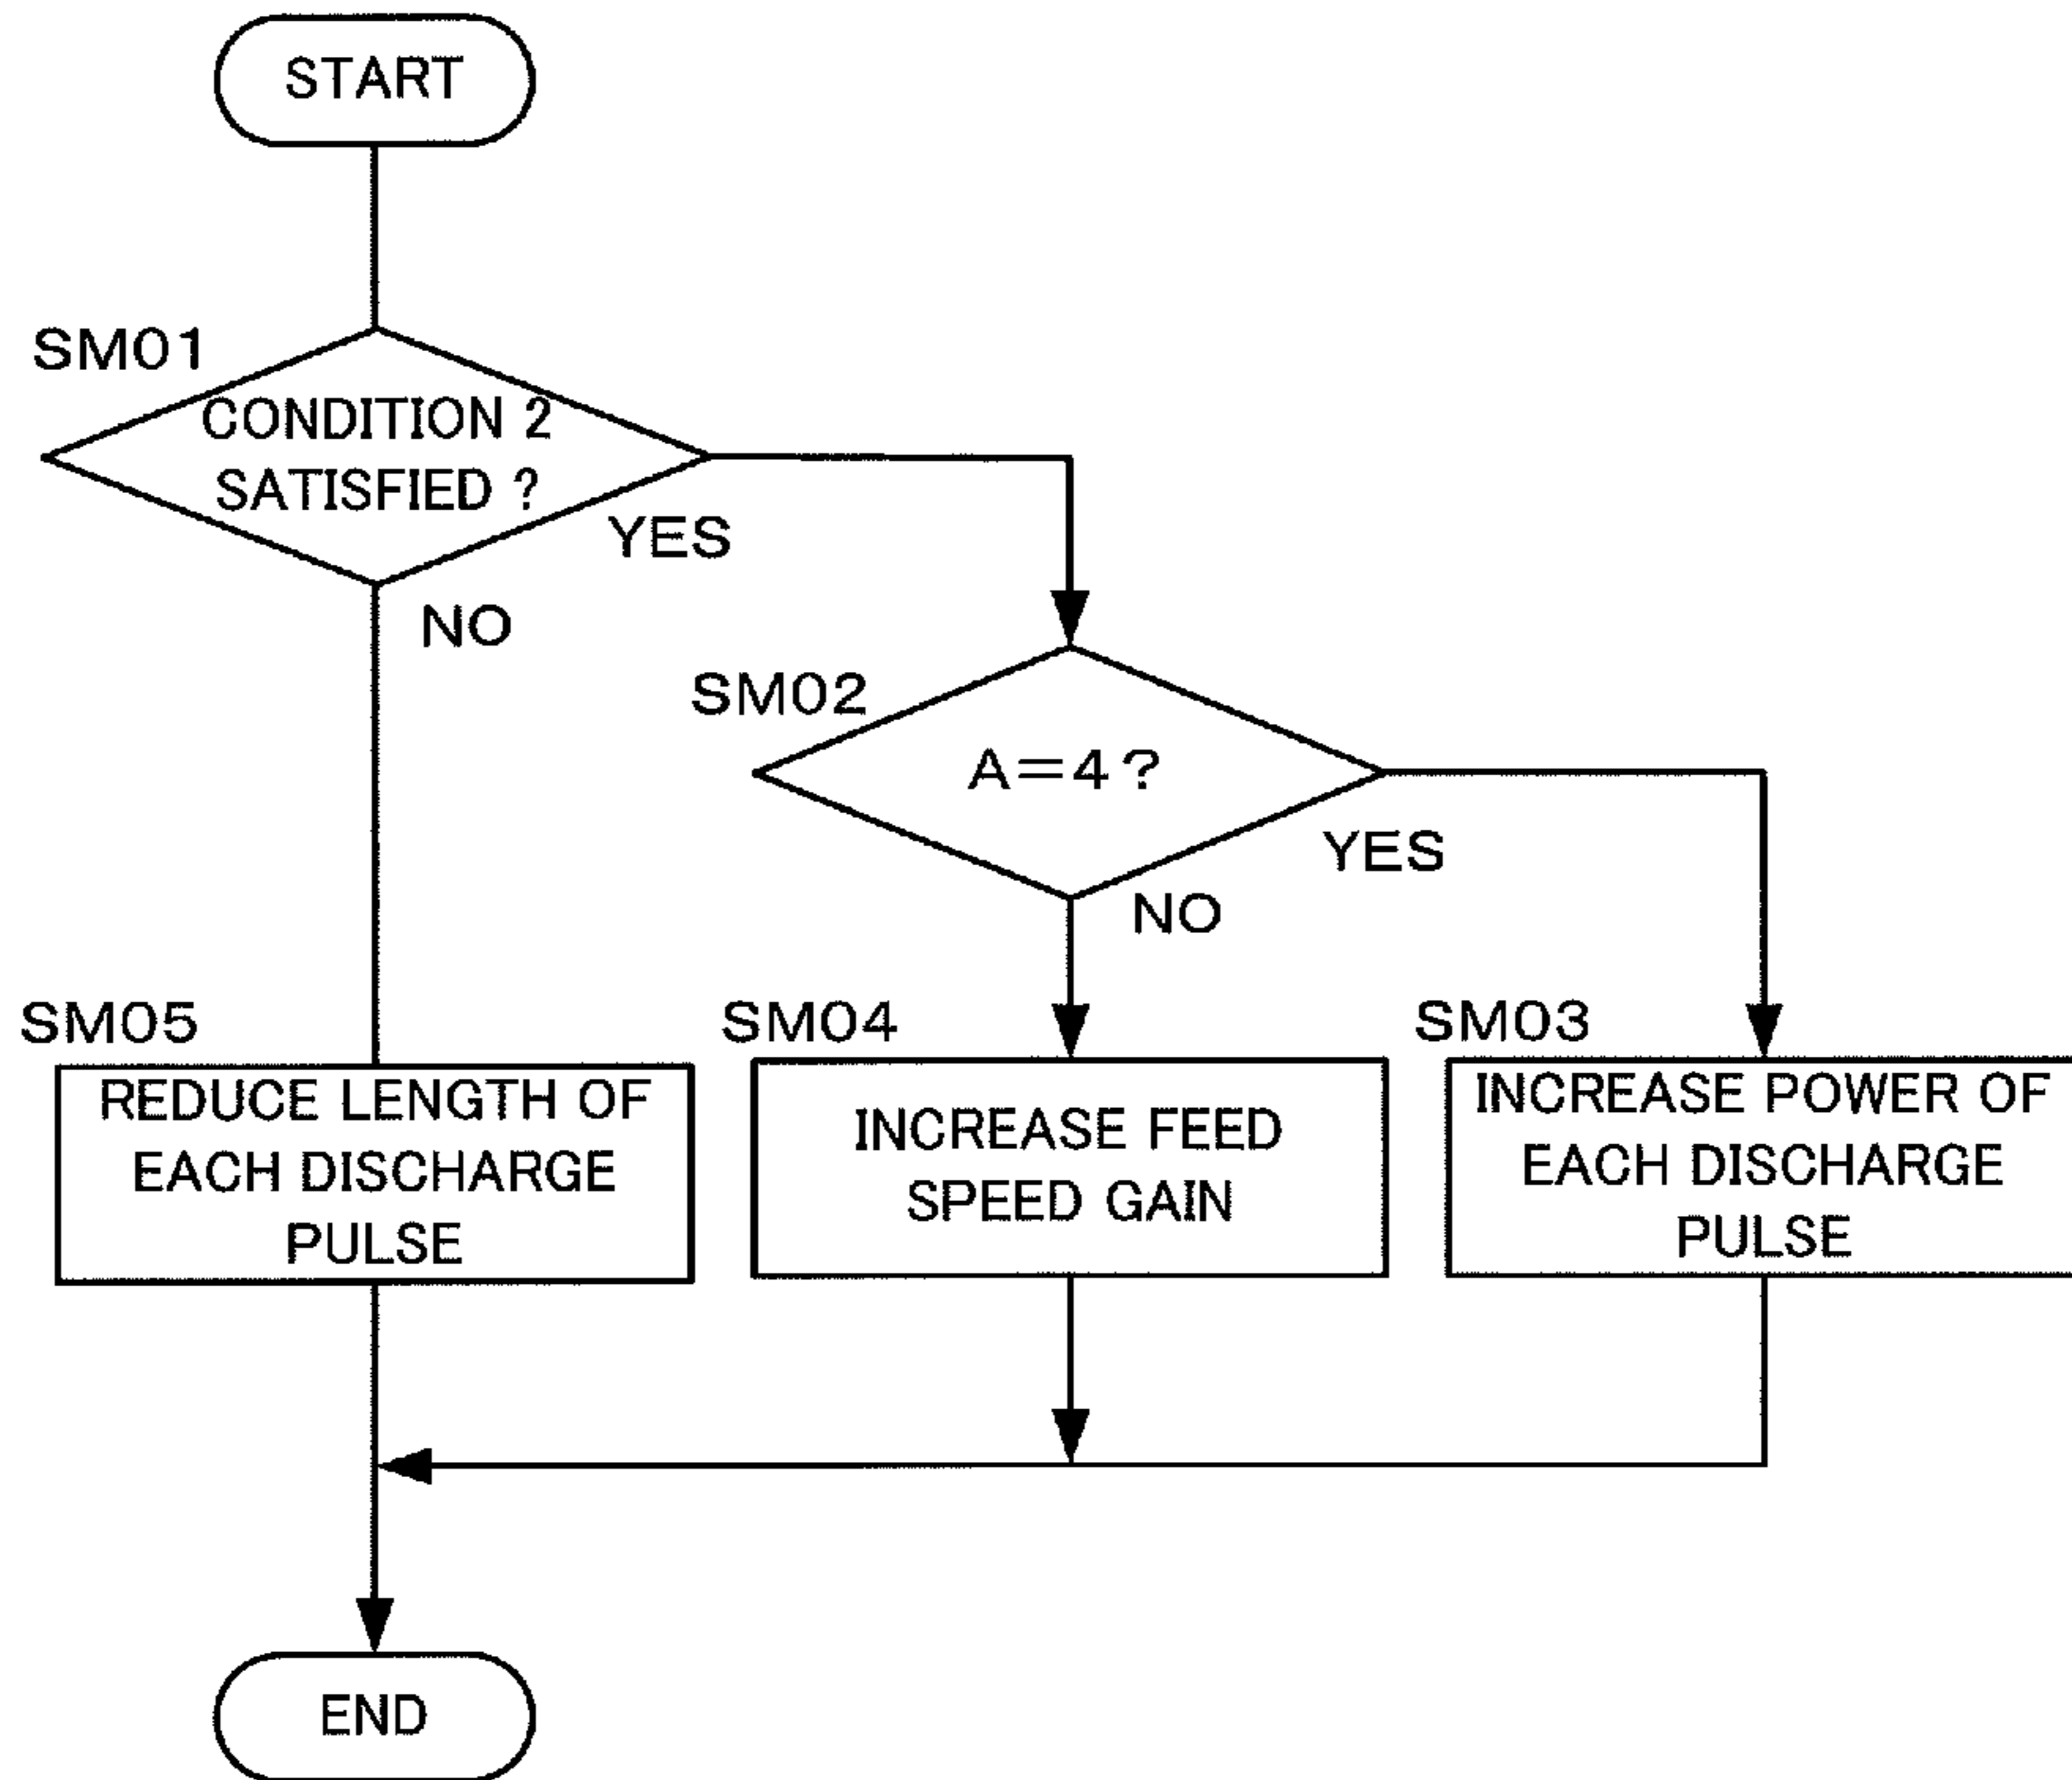 START
SM01
CONDITION 2
SATISFIED ?
YES
NO
SM02
A=4?
YES
NO
SM05
REDUCE LENGTH OF
EACH DISCHARGE
PULSE
SM04
INCREASE FEED
SPEED GAIN
SM03
INCREASE POWER OF
EACH DISCHARGE
PULSE
END